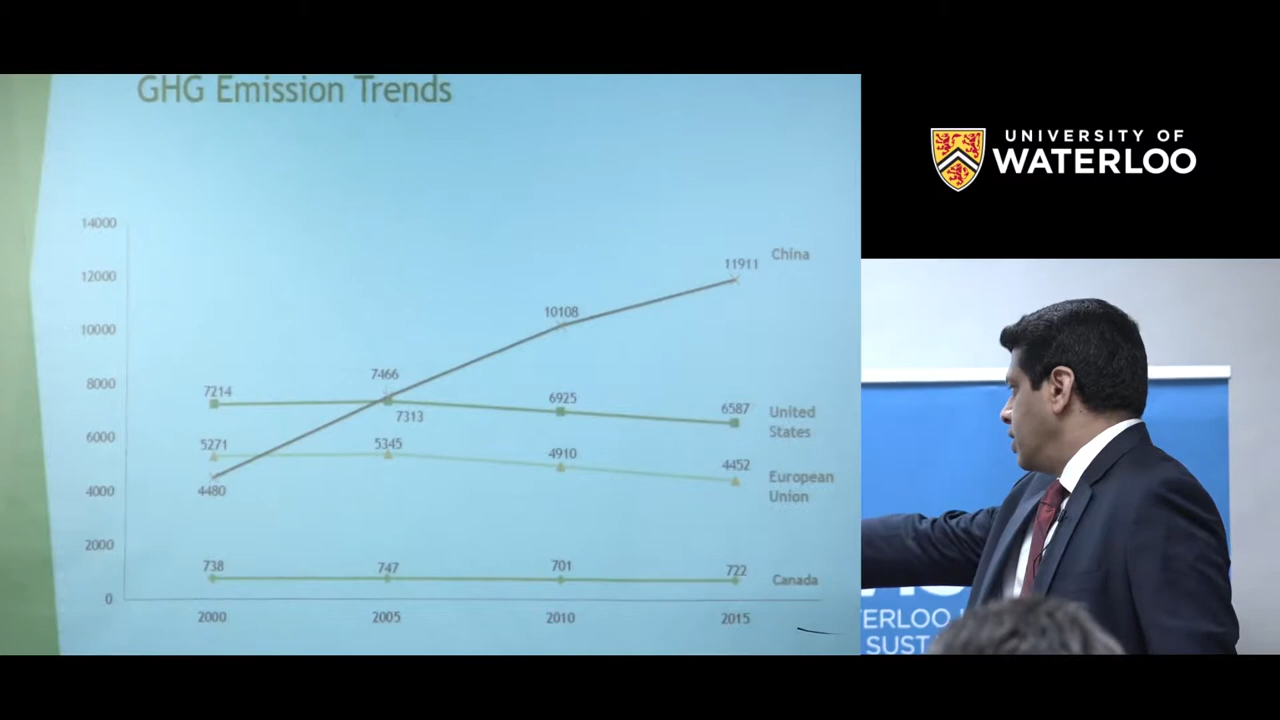 GHG Emission Trends
14000
12000
10000
8000
6000
4000
2000
0
2000
2005
2010
2015
China
11911
10108
7466
4480
United
States
7214
7313
6925
6587
European
Union
5271
5345
4910
4452
Canada
738
747
701
722
UNIVERSITY OF
WATERLOO
ERLOO
SUST